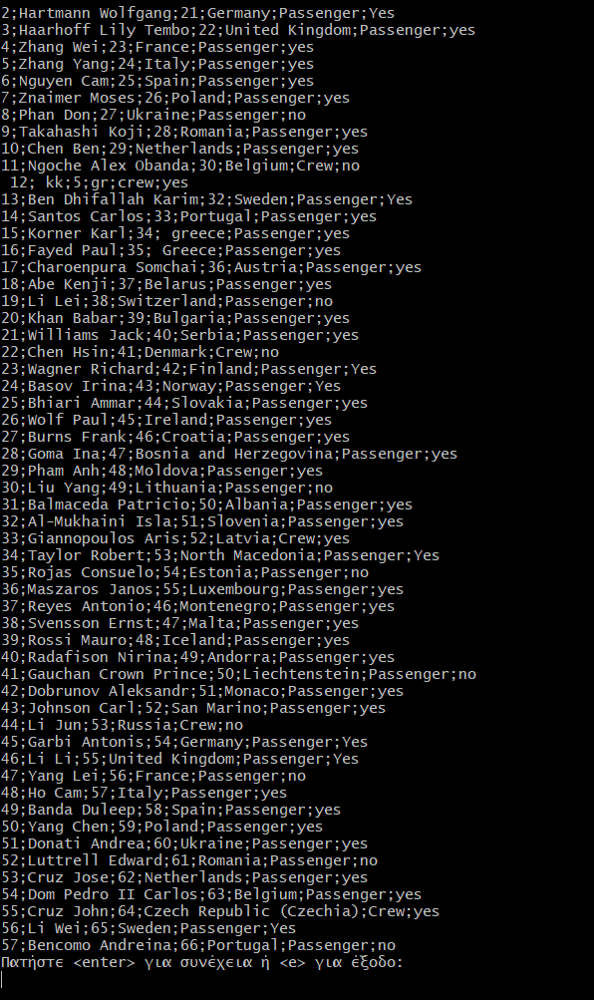 2;Hartmann Wolfgang;21;Germany;Passenger;Yes
3;Haarhoff Lily Tembo;22;United Kingdom;Passenger;yes
4;Zhang Wei;23;France;Passenger;yes
5;Zhang Yang;24;Italy;Passenger;yes
6;Nguyen Cam;25;Spain;Passenger;yes
7;Znaimer Moses;26;Poland;Passenger;yes
8;Phan Don;27;Ukraine;Passenger;no
9;Takahashi Koji;28;Romania;Passenger;yes
10;Chen Ben;29;Netherlands;Passenger;yes
11;Ngoche Alex Obanda;30;Belgium;Crew;no
 12; kk;5;gr;crew;yes
13;Ben Dhifallah Karim;32;Sweden;Passenger;Yes
14;Santos Carlos;33;Portugal;Passenger;yes
15;Korner Karl;34; greece;Passenger;yes
16;Fayed Paul;35; Greece;Passenger;yes
17;Charoenpura Somchai;36;Austria;Passenger;yes
18;Abe Kenji;37;Belarus;Passenger;yes
19;Li Lei;38;Switzerland;Passenger;no
20;Khan Babar;39;Bulgaria;Passenger;yes
21;Williams Jack;40;Serbia;Passenger;yes
22;Chen Hsin;41;Denmark;Crew;no
23;Wagner Richard;42;Finland;Passenger;Yes
24;Basov Irina;43;Norway;Passenger;Yes
25;Bhiari Ammar;44;Slovakia;Passenger;yes
26;Wolf Paul;45;Ireland;Passenger;yes
27;Burns Frank;46;Croatia;Passenger;yes
28;Goma Ina;47;Bosnia and Herzegovina;Passenger;yes
29;Pham Anh;48;Moldova;Passenger;yes
30;Liu Yang;49;Lithuania;Passenger;no
31;Balmaceda Patricio;50;Albania;Passenger;yes
32;Al-Mukhaini Isla;51;Slovenia;Passenger;yes
33;Giannopoulos Aris;52;Latvia;Crew;yes
34;Taylor Robert;53;North Macedonia;Passenger;Yes
35;Rojas Consuelo;54;Estonia;Passenger;no
36;Maszaros Janos;55;Luxembourg;Passenger;yes
37;Reyes Antonio;46;Montenegro;Passenger;yes
38;Svensson Ernst;47;Malta;Passenger;yes
39;Rossi Mauro;48;Iceland;Passenger;yes
40;Radafison Nirina;49;Andorra;Passenger;yes
41;Gauchan Crown Prince;50;Liechtenstein;Passenger;no
42;Dobrunov Aleksandr;51;Monaco;Passenger;yes
43;Johnson Carl;52;San Marino;Passenger;yes
44;Li Jun;53;Russia;Crew;no
45;Garbi Antonis;54;Germany;Passenger;Yes
46;Li Li;55;United Kingdom;Passenger;Yes
47;Yang Lei;56;France;Passenger;no
48;Ho Cam;57;Italy;Passenger;yes
49;Banda Duleep;58;Spain;Passenger;yes
50;Yang Chen;59;Poland;Passenger;yes
51;Donati Andrea;60;Ukraine;Passenger;yes
52;Luttrell Edward;61;Romania;Passenger;no
53;Cruz Jose;62;Netherlands;Passenger;yes
54;Dom Pedro II Carlos;63;Belgium;Passenger;yes
55;Cruz John;64;Czech Republic (Czechia);Crew;yes
56;Li Wei;65;Sweden;Passenger;Yes
57;Bencomo Andreina;66;Portugal;Passenger;no
Πατήστε <enter> για συνέχεια ή <e> για έξοδο: